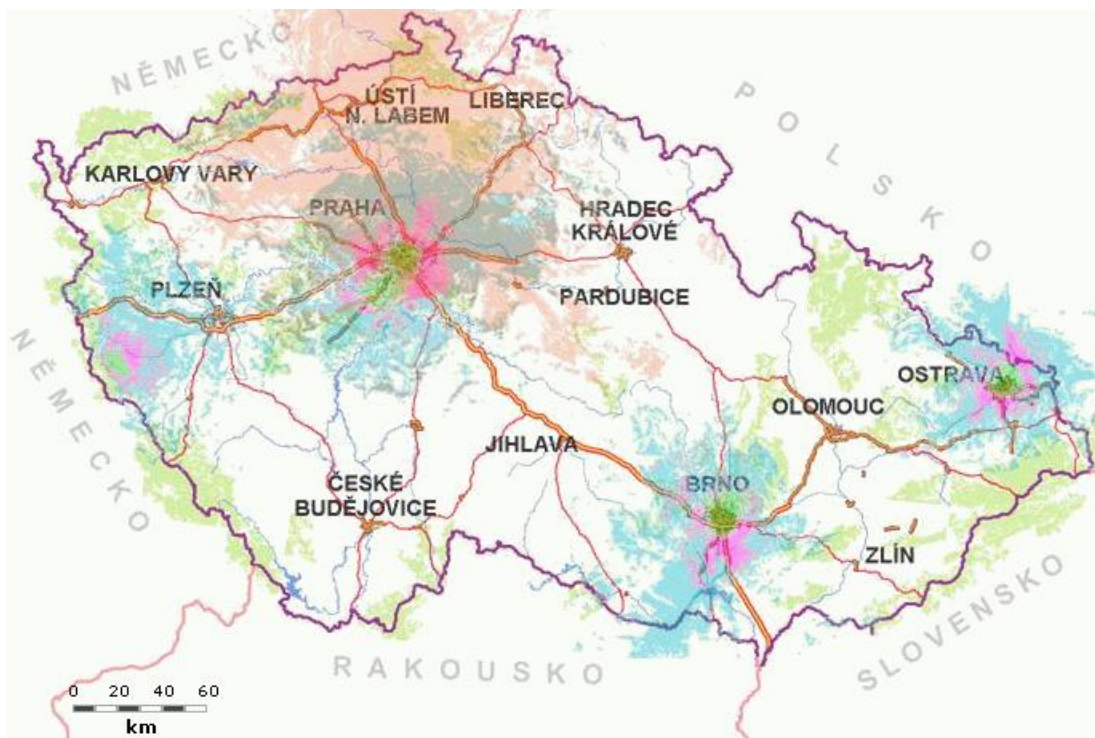 NĚMECKO
POLSKO
ÚSTÍ
N. LABEM
LIBEREC
KARLOVY VARY
PRAHA
HRADEC
KRÁLOVÉ
PLZEŇ
PARDUBICE
NĚMECKO
OSTRAVA
OLOMOUC
JIHLAVA
ČESKÉ
BUDĚJOVICE
BRNO
ZLÍN
SLOVENSKO
RAKOUSKO
0 20 40 60
km